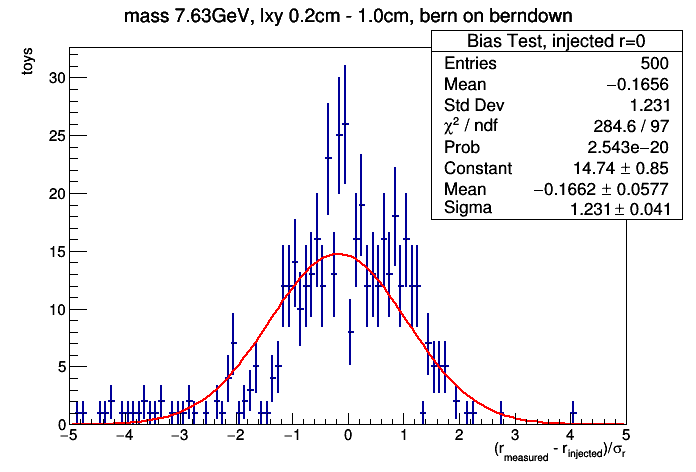 mass 7.63GeV, lxy 0.2cm - 1.0cm, bern on berndown
toys
Bias Test, injected r=0
Entries 500
Mean −0.1656
Std Dev 1.231
χ² / ndf 284.6 / 97
Prob 2.543e−20
Constant 14.74 ± 0.85
Mean −0.1662 ± 0.0577
Sigma 1.231 ± 0.041
30
25
20
15
10
5
0
−5 −4 −3 −2 −1 0 1 2 3 4 5
(r_measured - r_injected)/σ_r